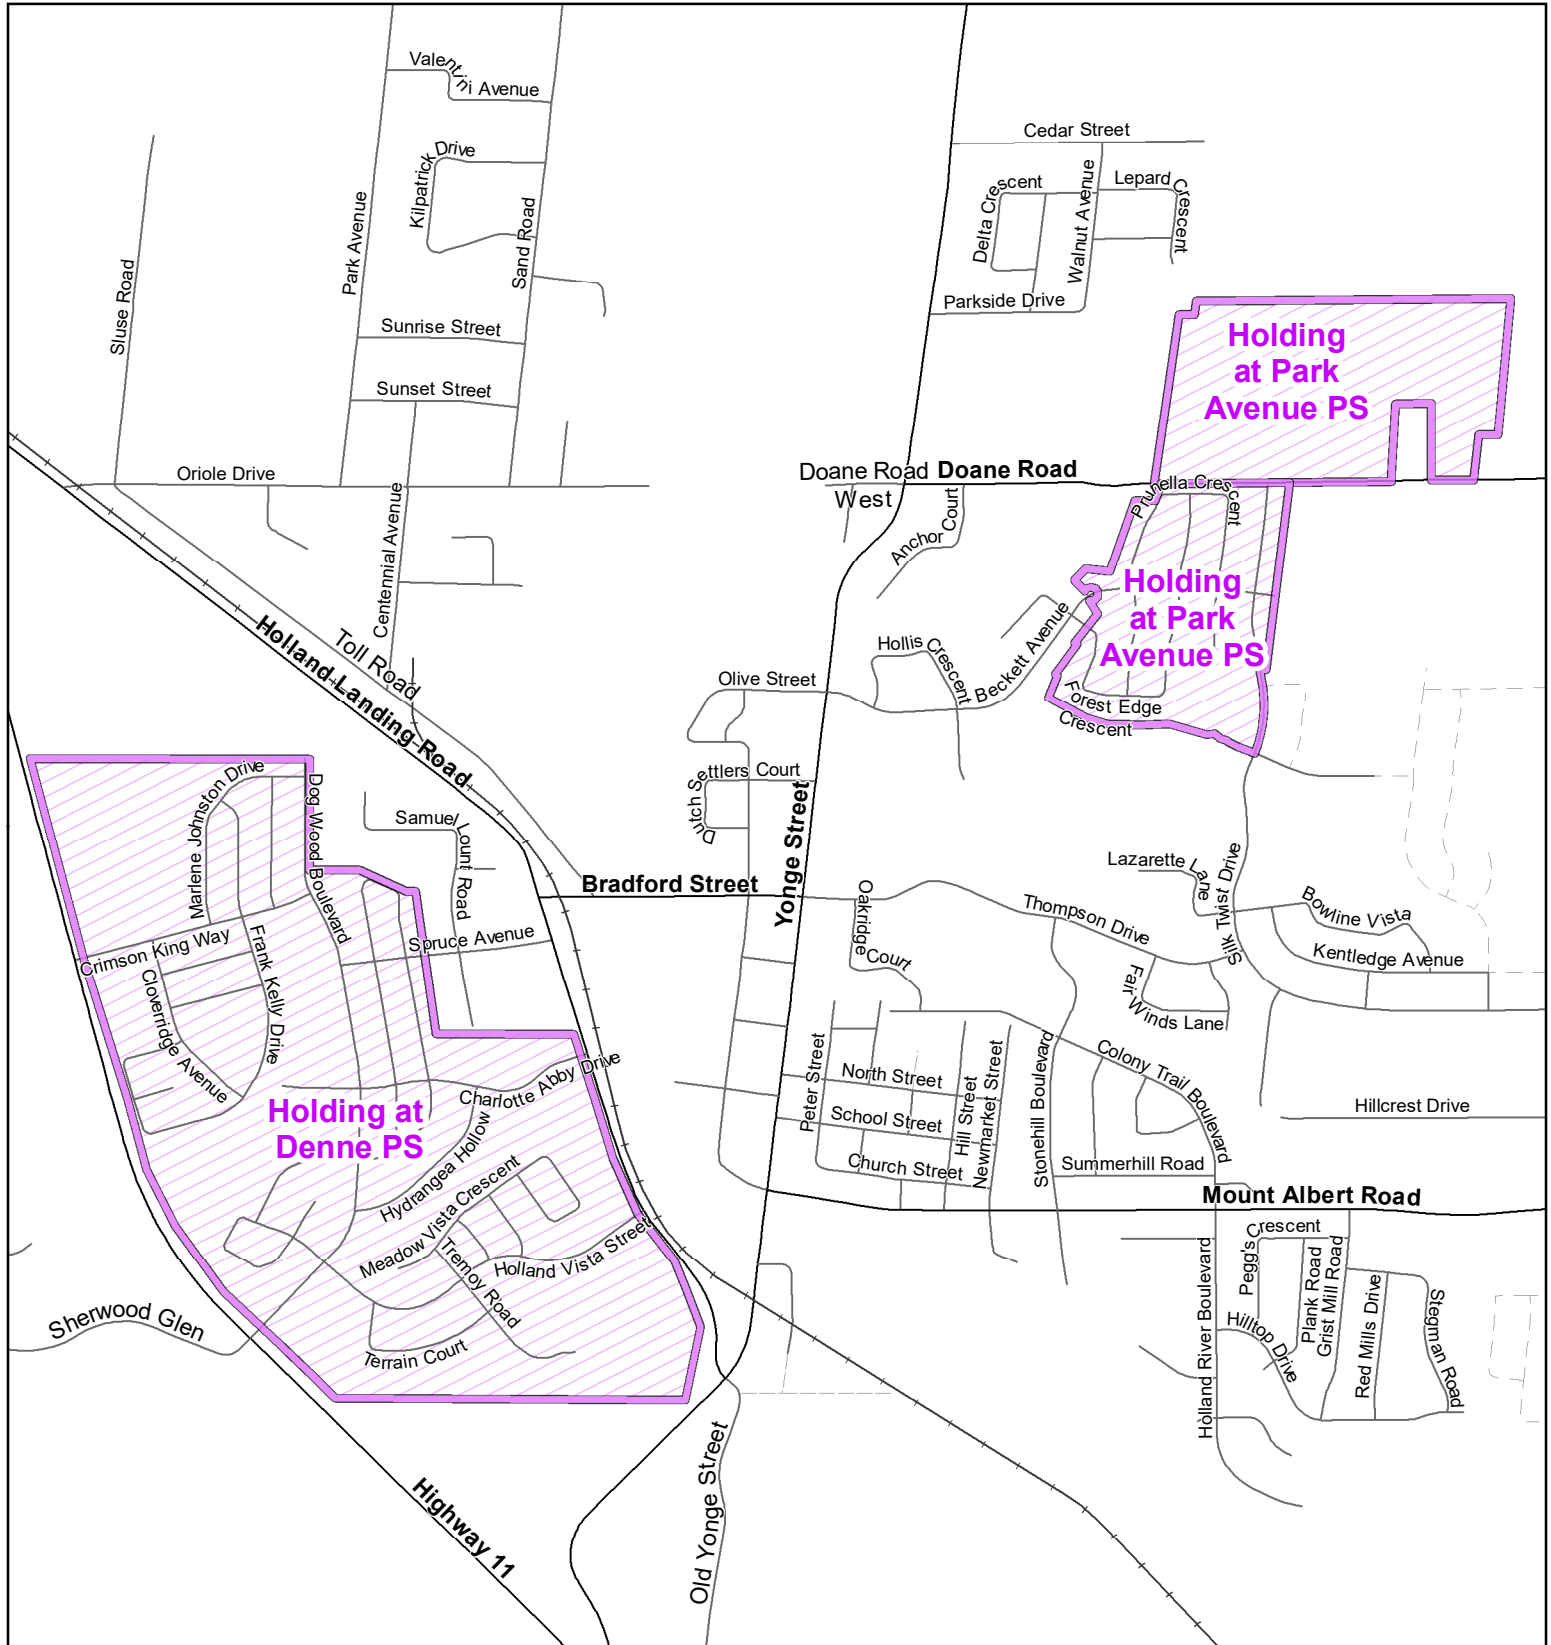 Valentini Avenue
Cedar Street
Kilpatrick Drive
Delta Crescent
Walnut Avenue
Lepard Crescent
Park Avenue
Sand Road
Sluse Road
Parkside Drive
Sunrise Street
Sunset Street
Holding
at Park
Avenue PS
Oriole Drive
Doane Road
West
Doane Road
Prunella Crescent
Anchor Court
Centennial Avenue
Holding
at Park
Avenue PS
Toll Road
Holland Landing Road
Hollis Crescent
Beckett Avenue
Olive Street
Forest Edge
Crescent
Dutch Settlers Court
Yonge Street
Marlene Johnston Drive
Dog Wood Boulevard
Samuel Lount Road
Bradford Street
Lazarette Lane
Silk Twist Drive
Oakridge Court
Thompson Drive
Bowline Vista
Kentledge Avenue
Fair Winds Lane
Crimson King Way
Spruce Avenue
Cloverridge Avenue
Frank Kelly Drive
Charlotte Abby Drive
Holding at
Denne PS
Peter Street
North Street
School Street
Church Street
Hill Street
Newmarket Street
Stonehill Boulevard
Colony Trail Boulevard
Hillcrest Drive
Summerhill Road
Mount Albert Road
Hydrangea Hollow
Meadow Vista Crescent
Tremoy Road
Holland Vista Street
Terrain Court
Sherwood Glen
Pegg's Crescent
Holland River Boulevard
Hilltop Drive
Plank Road
Grist Mill Road
Red Mills Drive
Stegman Road
Highway 11
Old Yonge Street